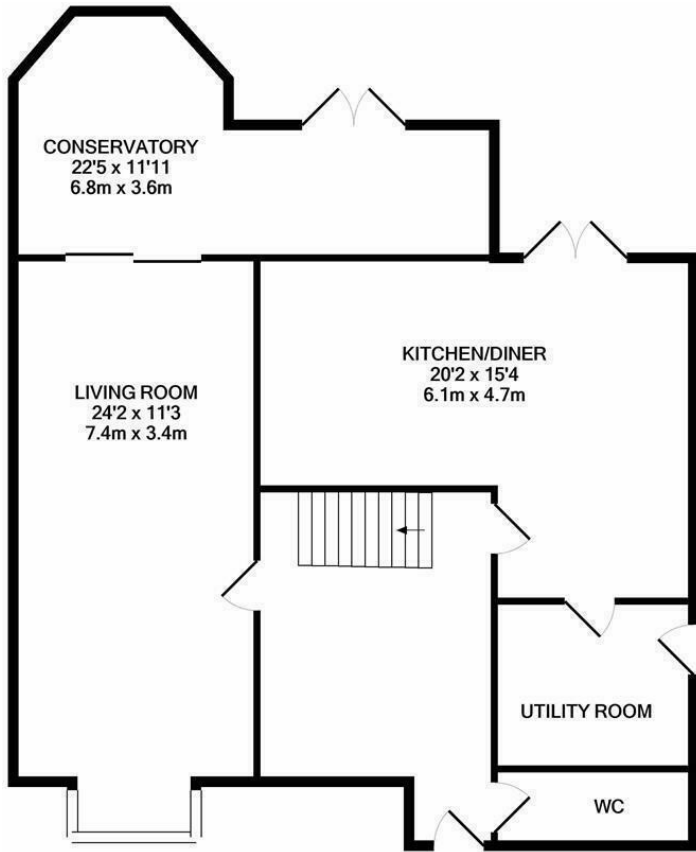 CONSERVATORY
22'5 x 11'11
6.8m x 3.6m
KITCHEN/DINER
20'2 x 15'4
6.1m x 4.7m
LIVING ROOM
24'2 x 11'3
7.4m x 3.4m
UTILITY ROOM
WC